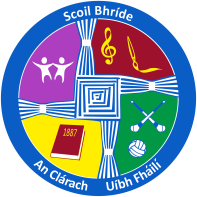 Scoil Bhríde
1887
An Clárach
Uíbh Fháilí